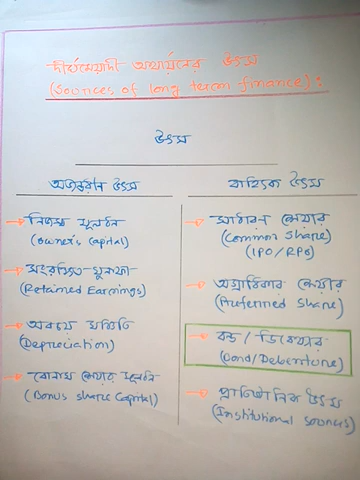 দীর্ঘমেয়াদী অর্থায়নের উৎস
(Sources of long term finance) :
উৎস
অভ্যন্তরীন উৎস
বাহ্যিক উৎস
→ নিজস্ব মূলধন
(Owner's Capital)
→ সংরক্ষিত মুনাফা
(Retained Earnings)
→ অবচয় সঞ্চিতি
(Depreciation)
→ বোনাস শেয়ার মূলধন
(Bonus Share Capital)
→ সাধারন শেয়ার
(Common Share)
(IPO/RPO)
→ অগ্রাধিকার শেয়ার
(Preferred Share)
→ বন্ড / ডিবেঞ্চার
(Bond/Debenture)
→ প্রাতিষ্ঠানিক উৎস
(Institutional Sources)